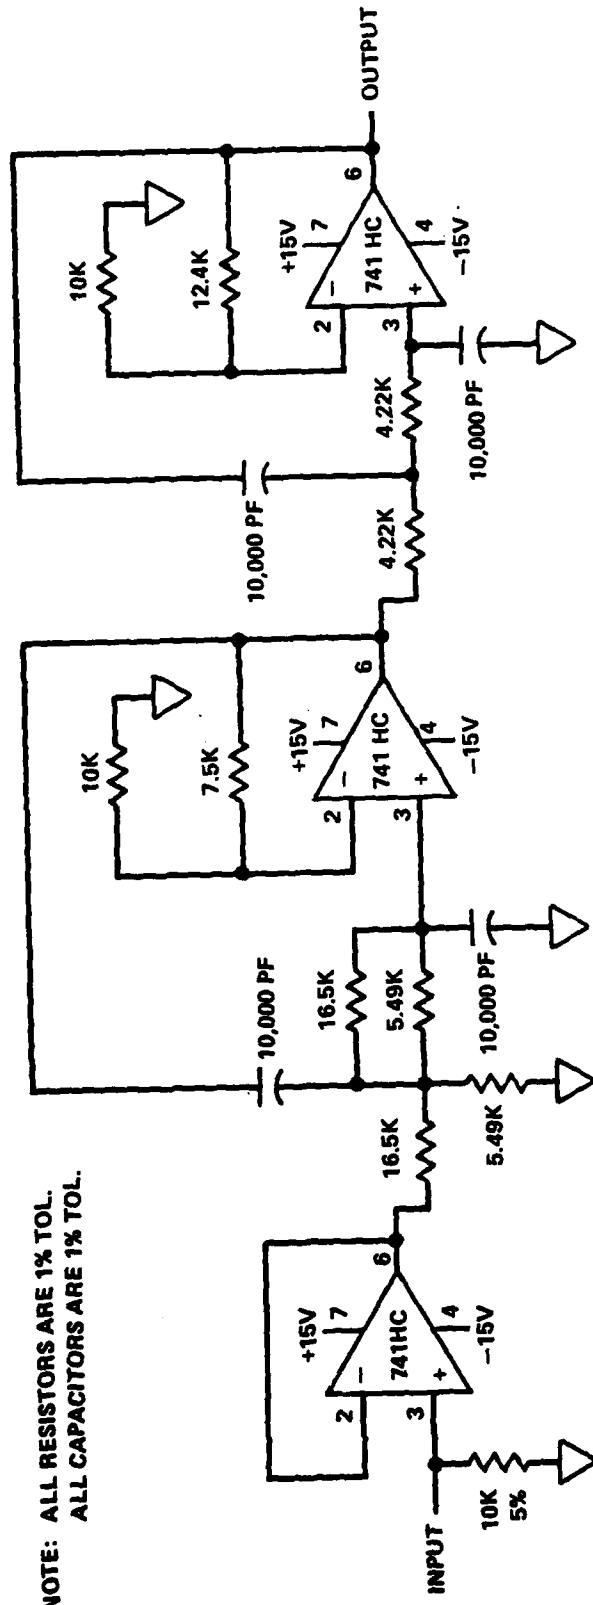 NOTE: ALL RESISTORS ARE 1% TOL.
ALL CAPACITORS ARE 1% TOL.
INPUT
10K
5%
2
3
−
+
741HC
+15V
7
6
4
−15V
16.5K
5.49K
10,000 PF
16.5K
5.49K
10,000 PF
10K
7.5K
2
3
−
+
741 HC
+15V
7
6
4
−15V
4.22K
10,000 PF
4.22K
10,000 PF
10K
12.4K
2
3
−
+
741 HC
+15V
7
6
4
−15V
OUTPUT